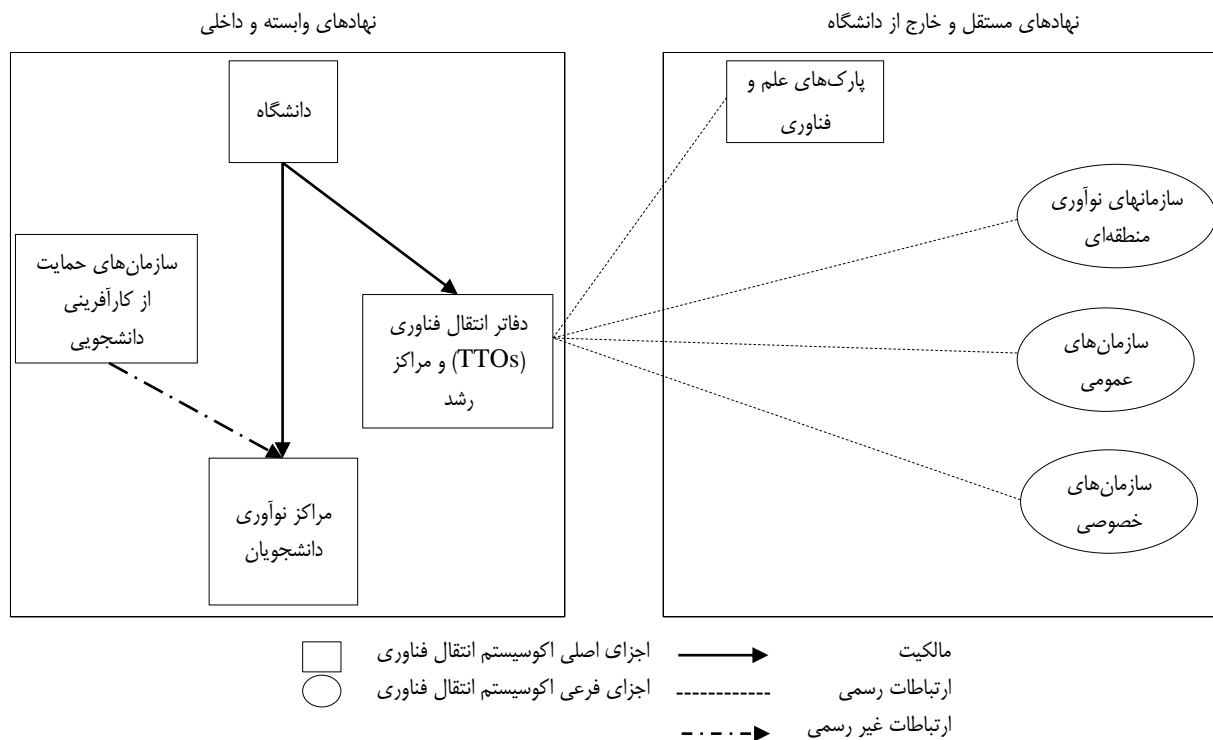 نهادهای مستقل و خارج از دانشگاه
نهادهای وابسته و داخلی
پارک‌های علم و
فناوری
سازمانهای نوآوری
منطقه‌ای
سازمان‌های
عمومی
سازمان‌های
خصوصی
دانشگاه
سازمان‌های حمایت
از کارآفرینی
دانشجویی
دفاتر انتقال فناوری
(TTOs) و مراکز
رشد
مراکز نوآوری
دانشجویان
مالکیت
ارتباطات رسمی
ارتباطات غیر رسمی
اجزای اصلی اکوسیستم انتقال فناوری
اجزای فرعی اکوسیستم انتقال فناوری